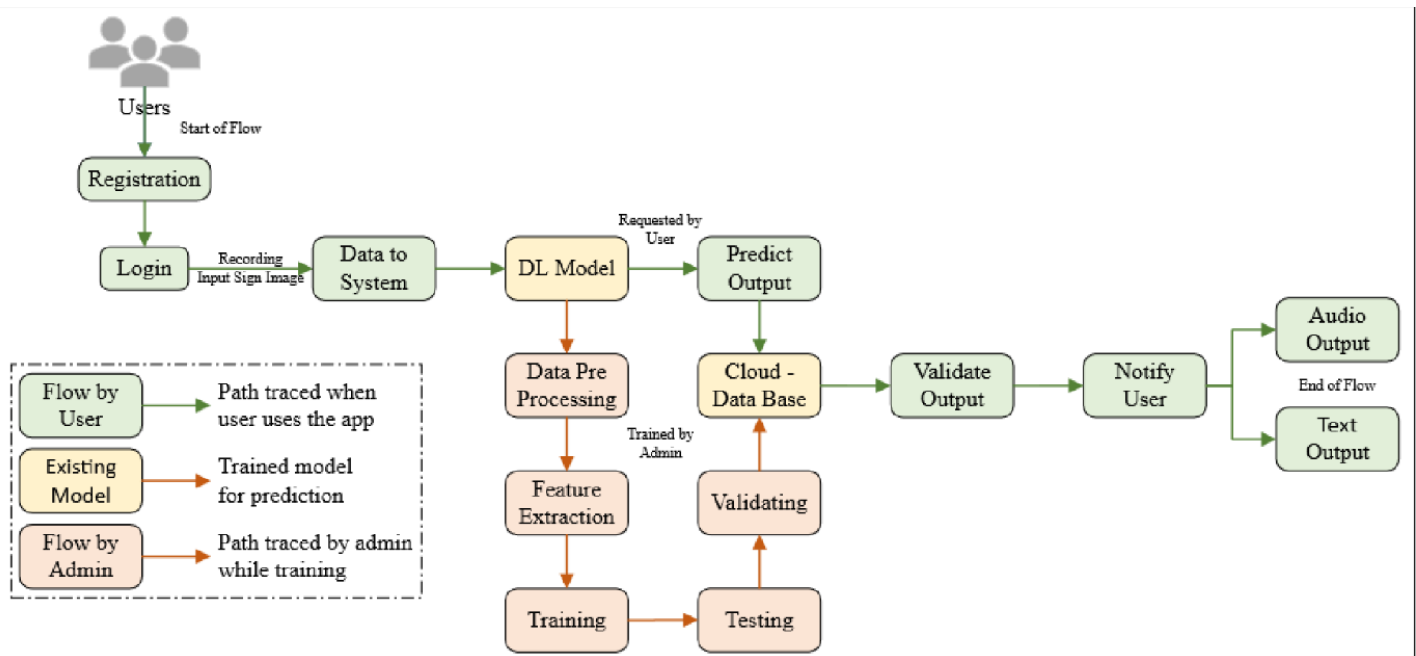 Users
Start of Flow
Registration
Login
Recording
Input Sign Image
Data to
System
DL Model
Requested by
User
Predict
Output
Data Pre
Processing
Cloud -
Data Base
Validate
Output
Notify
User
Audio
Output
End of Flow
Text
Output
Trained by
Admin
Feature
Extraction
Validating
Training
Testing
Flow by
User
Path traced when
user uses the app
Existing
Model
Trained model
for prediction
Flow by
Admin
Path traced by admin
while training